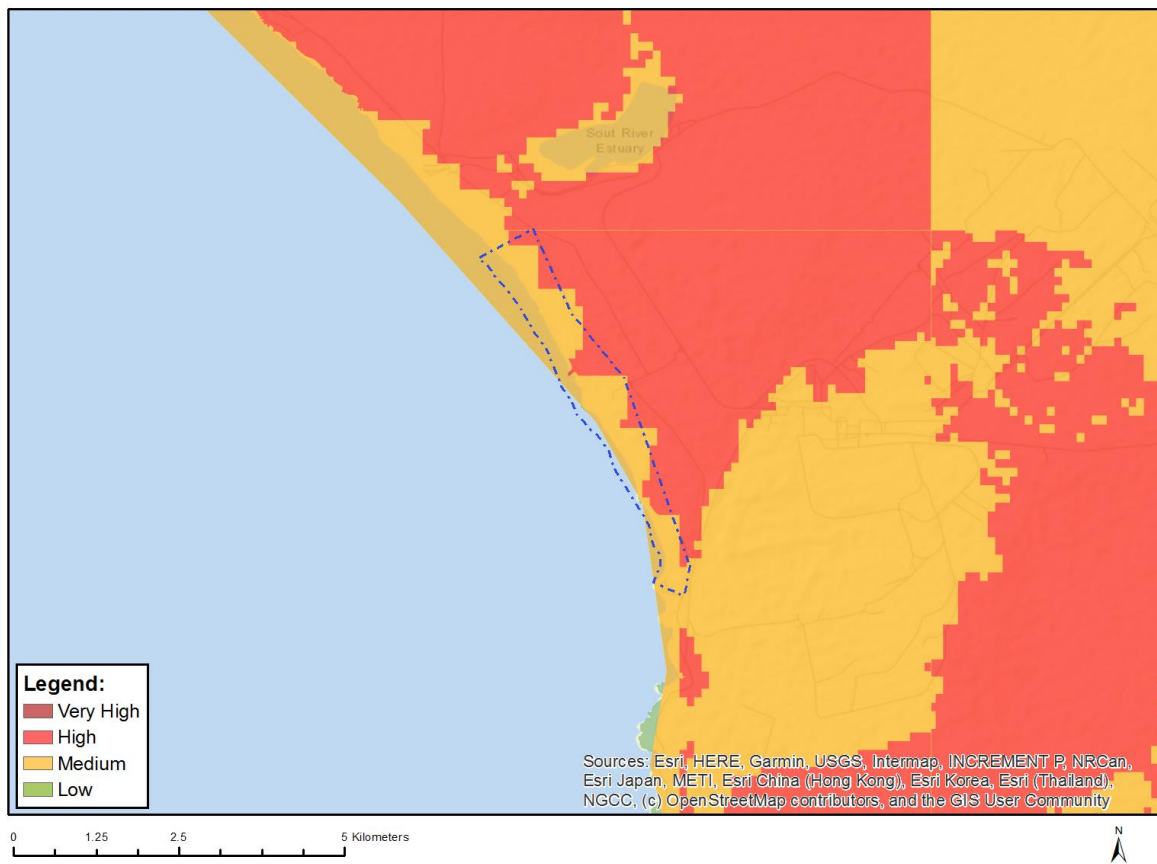 Sout River
Estuary
Legend:
Very High
High
Medium
Low
Sources: Esri, HERE, Garmin, USGS, Intermap, INCREMENT P, NRCan,
Esri Japan, METI, Esri China (Hong Kong), Esri Korea, Esri (Thailand),
NGCC, (c) OpenStreetMap contributors, and the GIS User Community
0 1.25 2.5 5 Kilometers
N